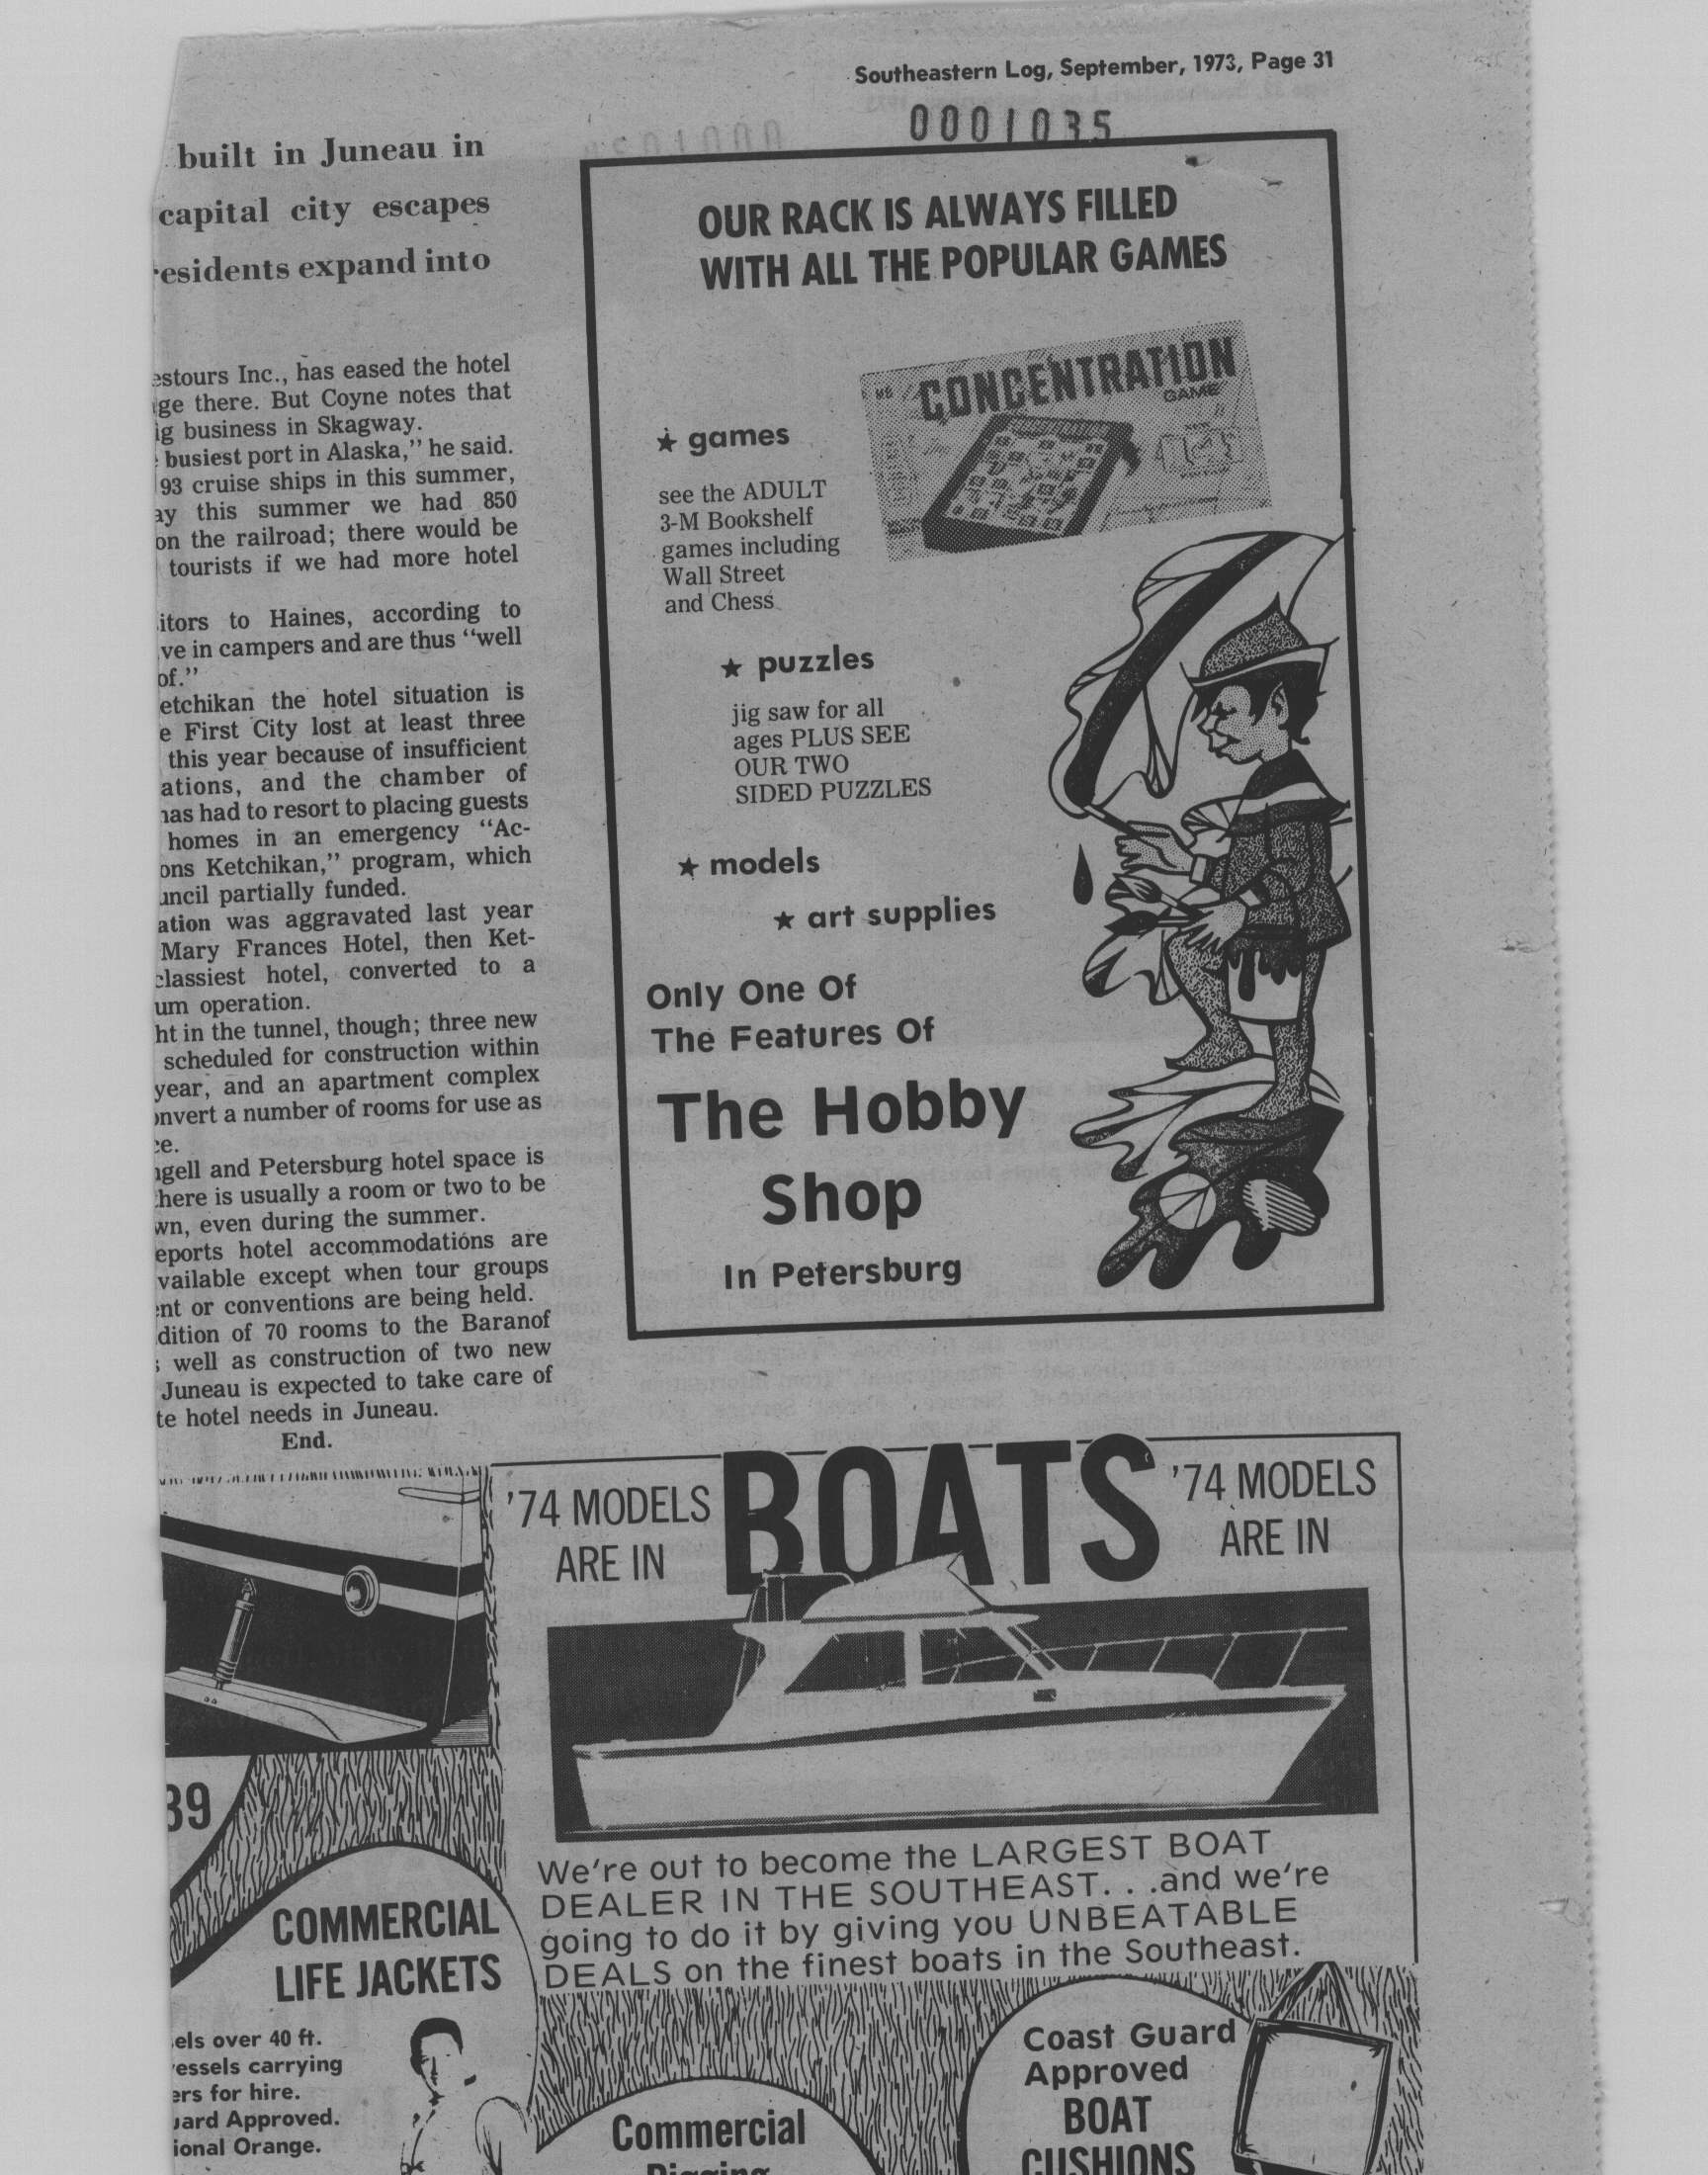 Southeastern Log, September, 1973, Page 31
0001035
built in Juneau in
capital city escapes
residents expand into
estours Inc., has eased the hotel
ge there. But Coyne notes that
ig business in Skagway.
busiest port in Alaska,” he said.
93 cruise ships in this summer,
ay this summer we had 850
on the railroad; there would be
tourists if we had more hotel
itors to Haines, according to
ve in campers and are thus “well
of.”
etchikan the hotel situation is
e First City lost at least three
this year because of insufficient
ations, and the chamber of
has had to resort to placing guests
homes in an emergency “Ac-
ons Ketchikan,” program, which
uncil partially funded.
ation was aggravated last year
Mary Frances Hotel, then Ket-
classiest hotel, converted to a
um operation.
ht in the tunnel, though; three new
scheduled for construction within
year, and an apartment complex
onvert a number of rooms for use as
ce.
ngell and Petersburg hotel space is
here is usually a room or two to be
wn, even during the summer.
eports hotel accommodations are
vailable except when tour groups
ent or conventions are being held.
dition of 70 rooms to the Baranof
s well as construction of two new
Juneau is expected to take care of
te hotel needs in Juneau.
End.
OUR RACK IS ALWAYS FILLED
WITH ALL THE POPULAR GAMES
MB CONCENTRATION
GAME
★ games
see the ADULT
3-M Bookshelf
games including
Wall Street
and Chess
★ puzzles
jig saw for all
ages PLUS SEE
OUR TWO
SIDED PUZZLES
★ models
★ art supplies
Only One Of
The Features Of
The Hobby
Shop
In Petersburg
'74 MODELS
ARE IN
BOATS
'74 MODELS
ARE IN
We're out to become the LARGEST BOAT
DEALER IN THE SOUTHEAST. . .and we're
going to do it by giving you UNBEATABLE
DEALS on the finest boats in the Southeast.
39
COMMERCIAL
LIFE JACKETS
els over 40 ft.
essels carrying
ers for hire.
uard Approved.
ional Orange.
Commercial
Rigging
Coast Guard
Approved
BOAT
CUSHIONS